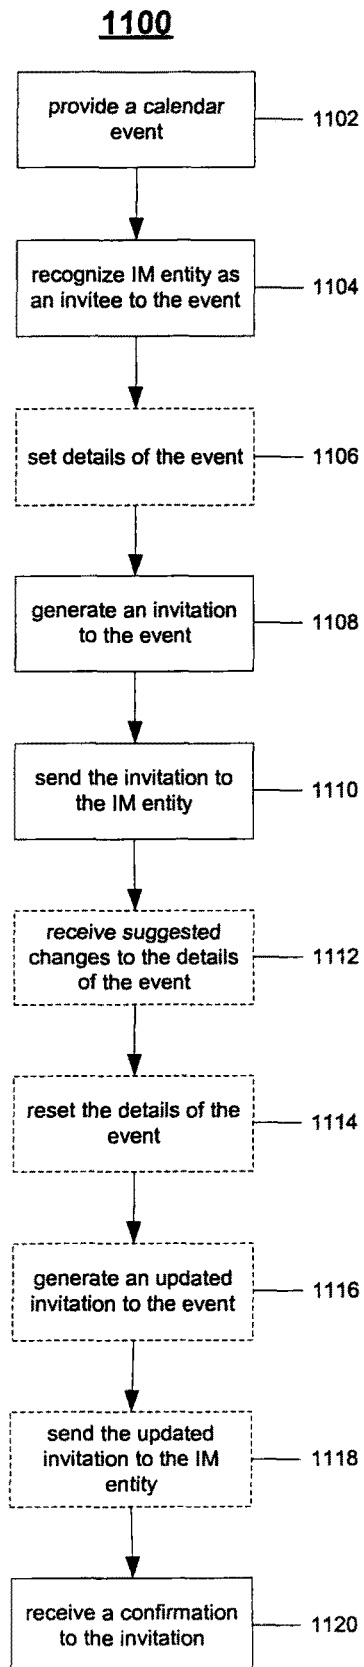 1100
provide a calendar
event
1102
recognize IM entity as
an invitee to the event
1104
set details of the event
1106
generate an invitation
to the event
1108
send the invitation to
the IM entity
1110
receive suggested
changes to the details
of the event
1112
reset the details of the
event
1114
generate an updated
invitation to the event
1116
send the updated
invitation to the IM
entity
1118
receive a confirmation
to the invitation
1120